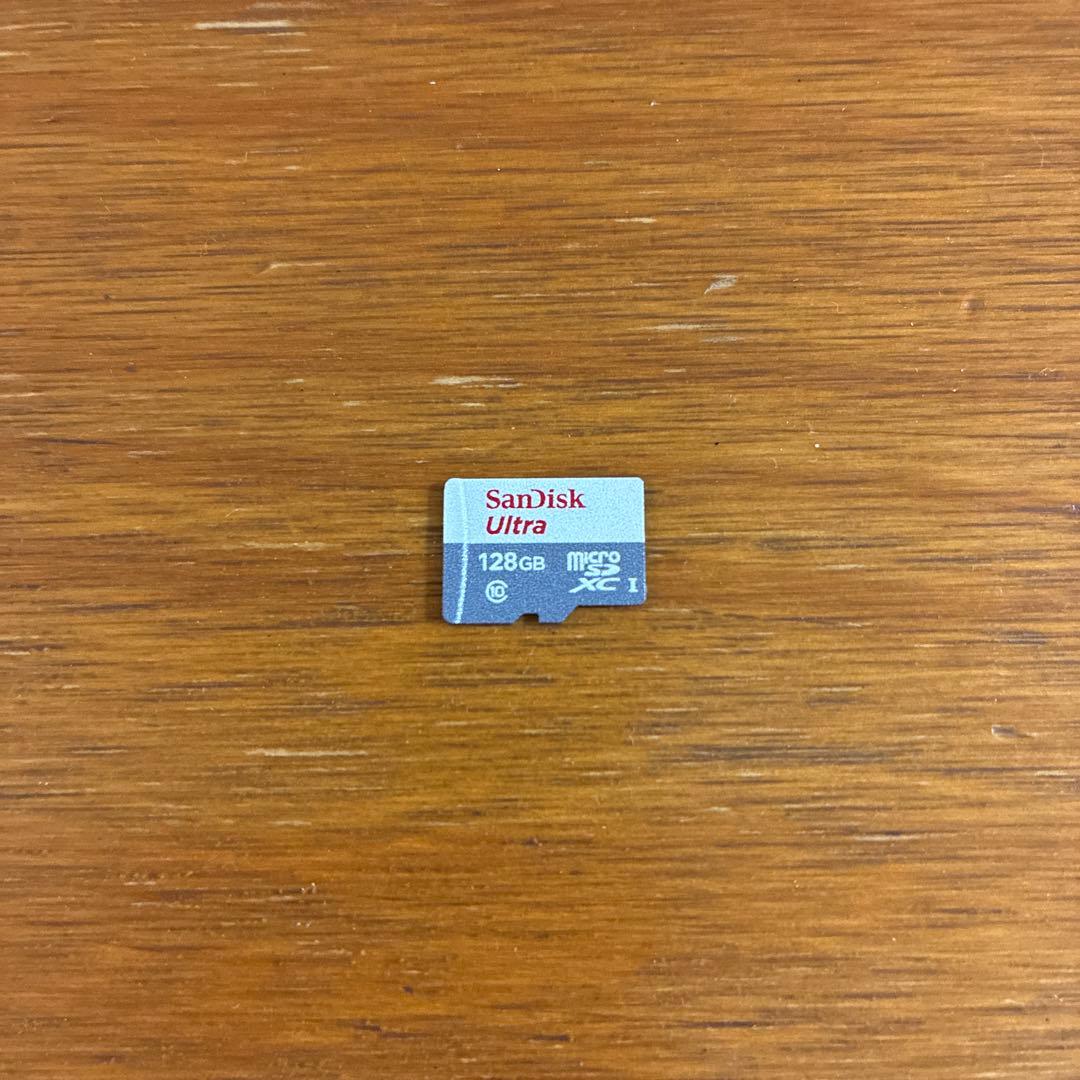 SanDisk
Ultra
128GB
micro
SD
XC I
10